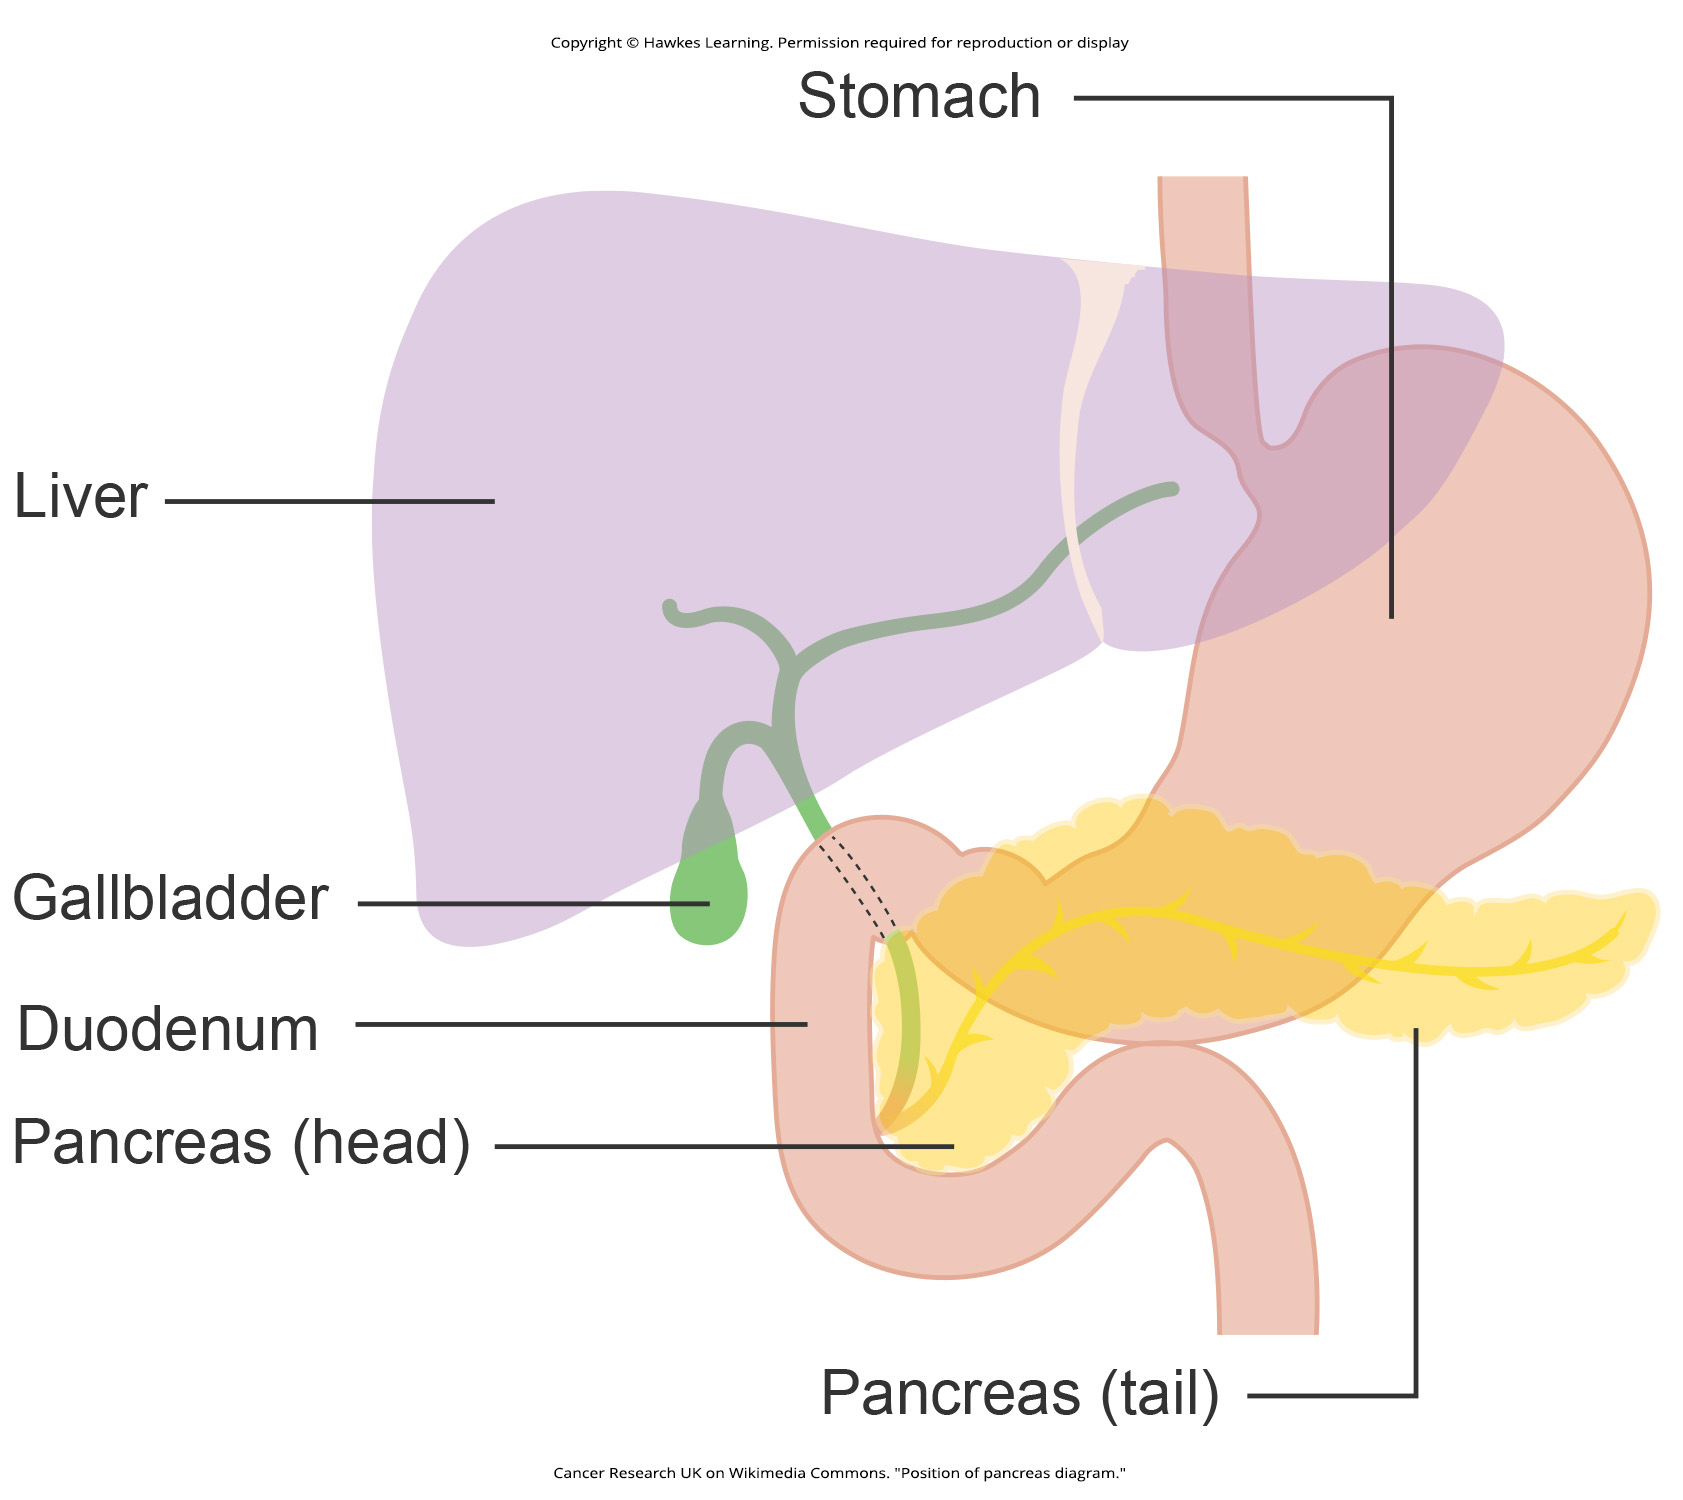 Copyright © Hawkes Learning. Permission required for reproduction or display
Stomach
Liver
Gallbladder
Duodenum
Pancreas (head)
Pancreas (tail)
Cancer Research UK on Wikimedia Commons. "Position of pancreas diagram."